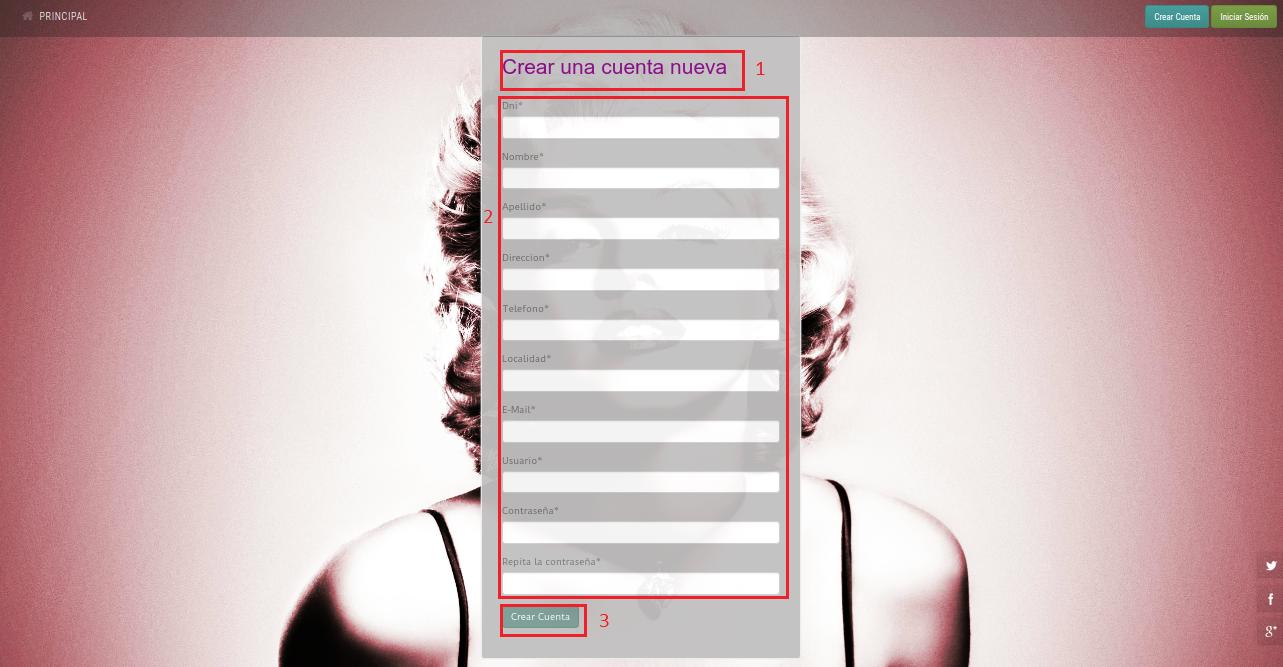 PRINCIPAL
Crear Cuenta
Iniciar Sesión
Crear una cuenta nueva
1
Dni*
Nombre*
2
Apellido*
Direccion*
Telefono*
Localidad*
E-Mail*
Usuario*
Contraseña*
Repita la contraseña*
Crear Cuenta
3
g+